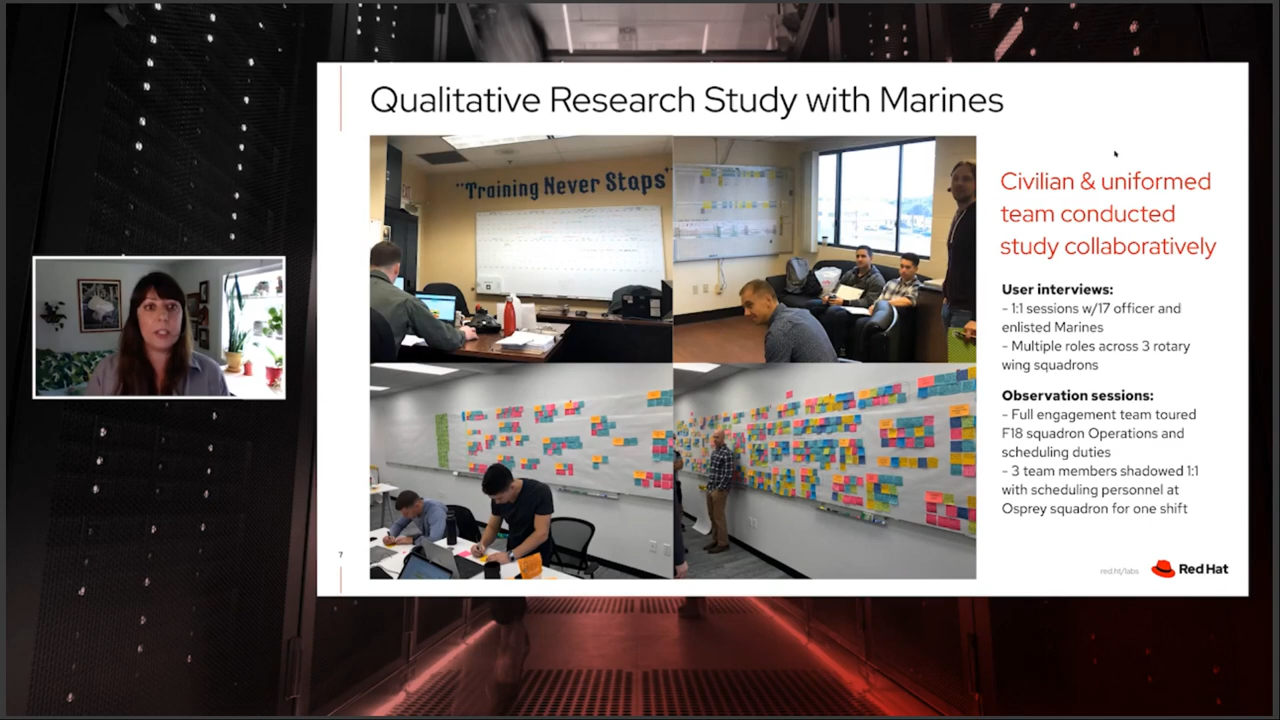 Qualitative Research Study with Marines
"Training Never Stops"
Civilian & uniformed
team conducted
study collaboratively
User interviews:
- 1:1 sessions w/17 officer and
enlisted Marines
- Multiple roles across 3 rotary
wing squadrons
Observation sessions:
- Full engagement team toured
F18 squadron Operations and
scheduling duties
- 3 team members shadowed 1:1
with scheduling personnel at
Osprey squadron for one shift
7
red.ht/labs
Red Hat